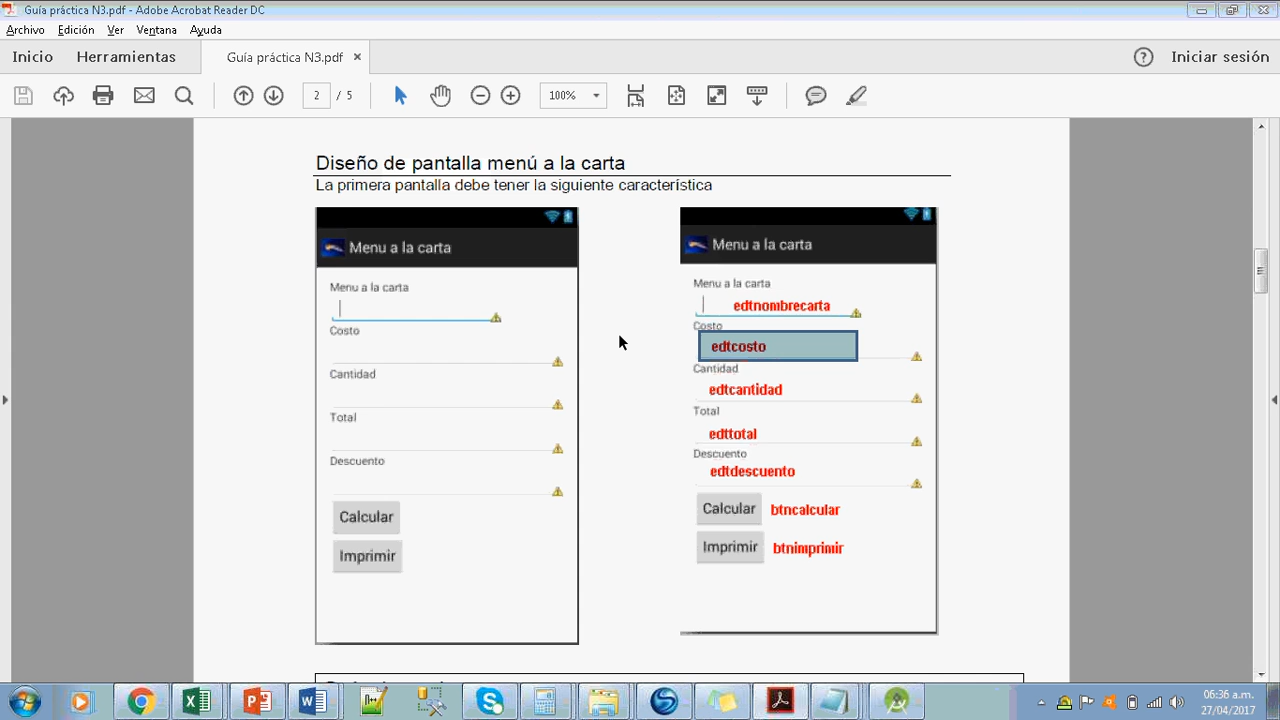 Guía práctica N3.pdf - Adobe Acrobat Reader DC
Archivo Edición Ver Ventana Ayuda
Inicio Herramientas Guía práctica N3.pdf × Iniciar sesión
2 / 5 100%
Diseño de pantalla menú a la carta
La primera pantalla debe tener la siguiente característica
Menu a la carta
Menu a la carta
Costo
Cantidad
Total
Descuento
Calcular
Imprimir
Menu a la carta
Menu a la carta
edtnombrecarta
Costo
edtcosto
Cantidad
edtcantidad
Total
edttotal
Descuento
edtdescuento
Calcular btncalcular
Imprimir btnimprimir
06:36 a.m.
27/04/2017